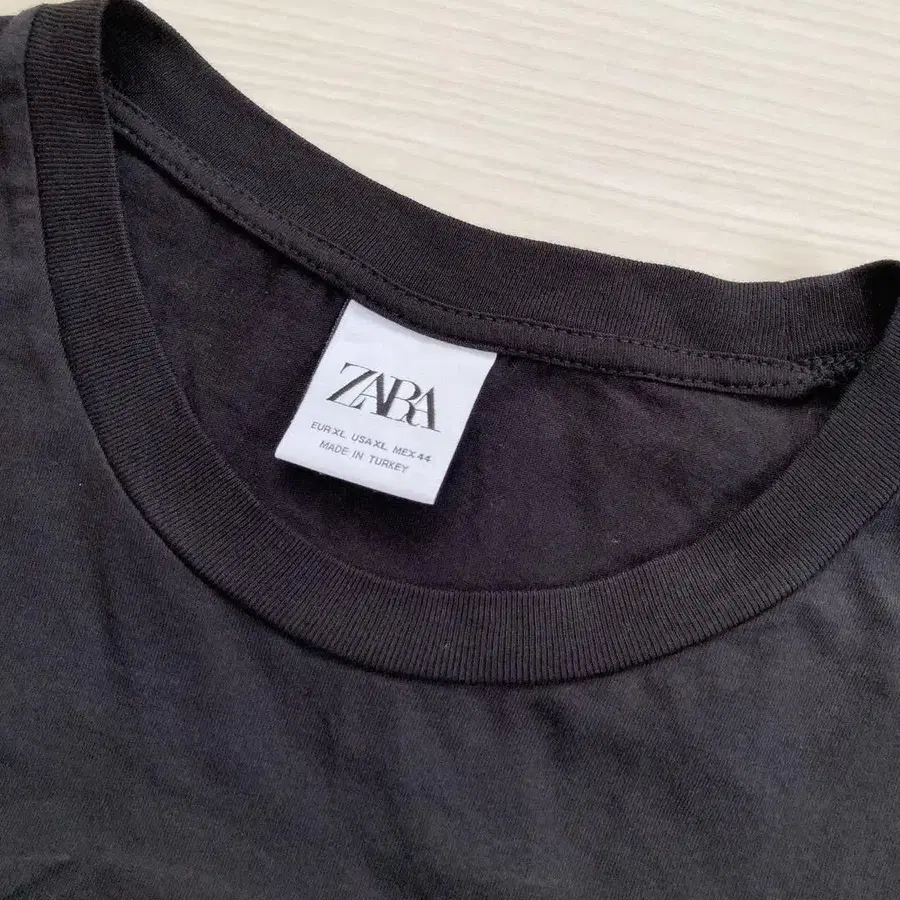 ZARA
EUR XL USA XL MEX 44
MADE IN TURKEY